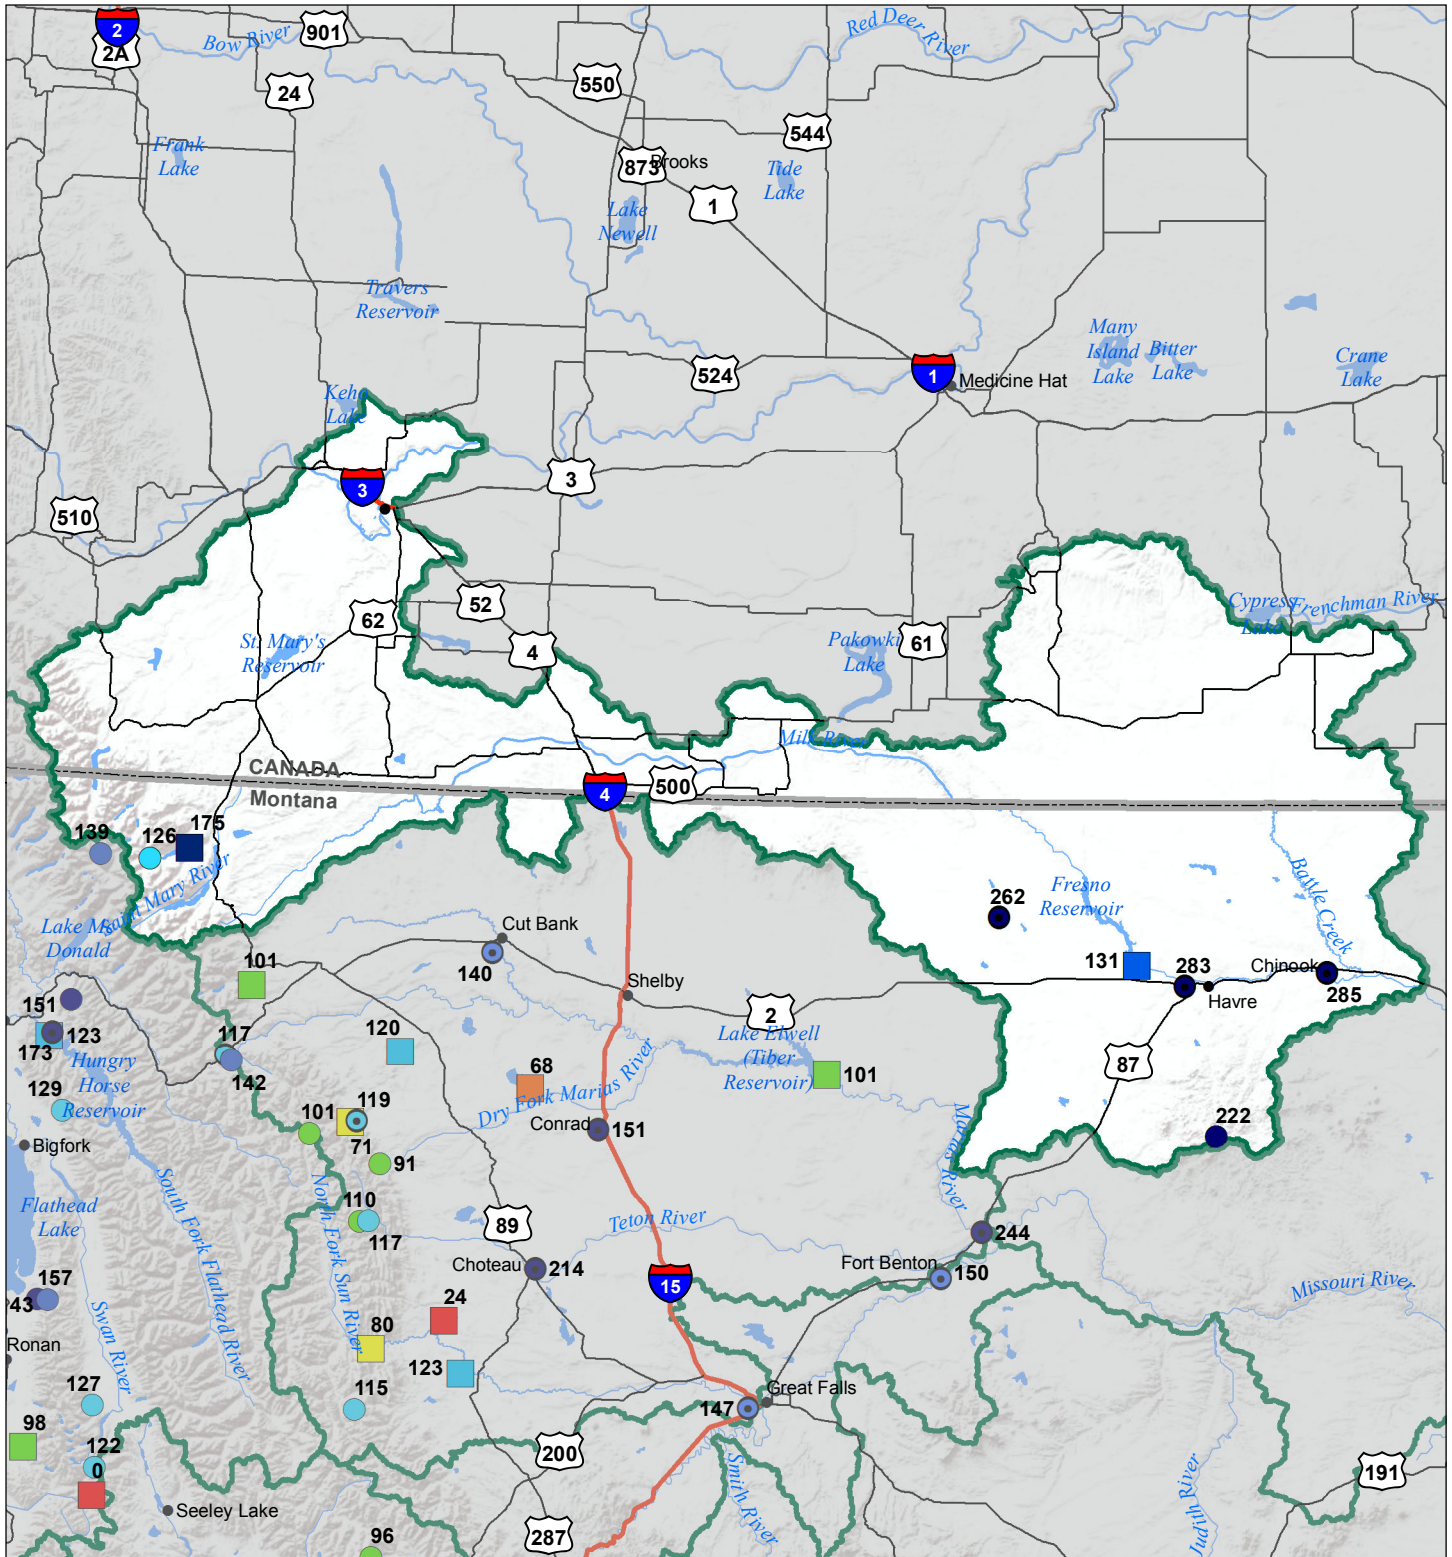 2
2A
Bow River
901
24
550
Red Deer
River
544
Frank
Lake
873
Brooks
Tide
Lake
1
Lake
Newell
Travers
Reservoir
524
1
Medicine Hat
Many
Island
Lake
Bitter
Lake
Crane
Lake
Keho
Lake
3
3
510
62
52
4
St. Mary's
Reservoir
Pakowki
Lake
61
Cypress
Lake
Frenchman River
Milk River
CANADA
Montana
4
500
139
126
175
Saint Mary River
Lake Mc
Donald
262
Fresno
Reservoir
Battle Creek
Cut Bank
140
101
131
283
Havre
Chinook
285
Shelby
2
151
173
123
Hungry
Horse
Reservoir
117
142
120
68
Lake Elwell
(Tiber
Reservoir)
101
87
129
Dry Fork Marias River
101
119
71
Conrad
151
Bigfork
91
222
Marias River
South Fork Flathead River
North Fork Sun River
110
117
Flathead
Lake
89
Teton River
244
Choteau
214
Fort Benton
150
15
Missouri River
43
157
Swan River
24
80
Ronan
123
127
115
Great Falls
147
98
122
0
200
Smith River
Judith River
191
Seeley Lake
287
96